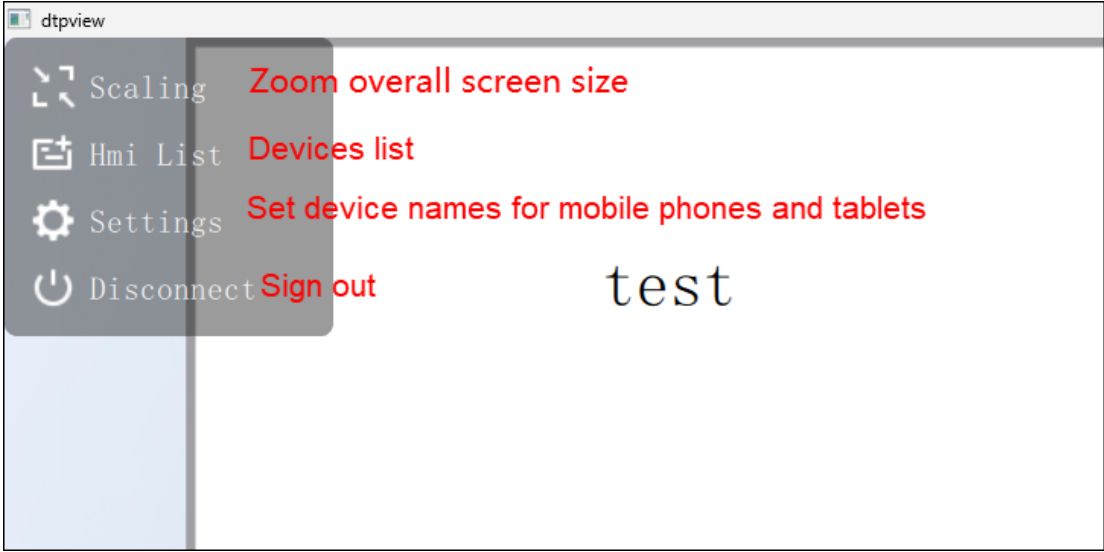 dtpview
Scaling Zoom overall screen size
Hmi List Devices list
Settings Set device names for mobile phones and tablets
Disconnect Sign out
test